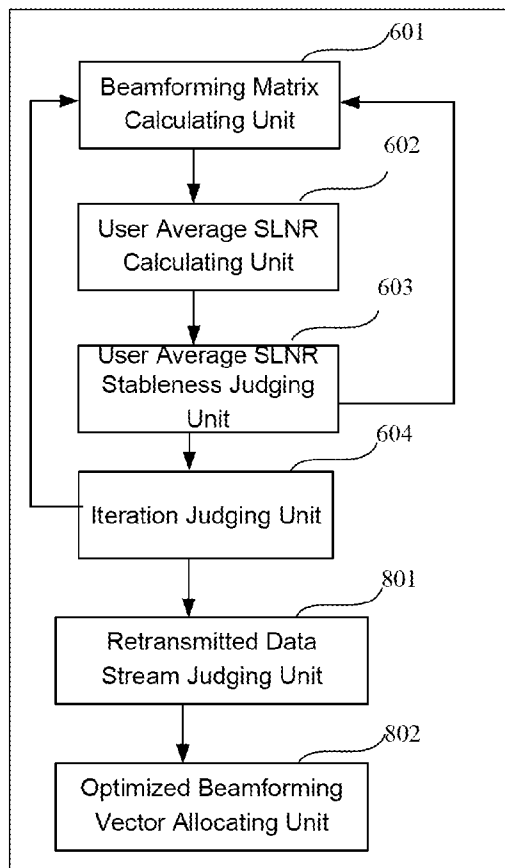 601
Beamforming Matrix
Calculating Unit
602
User Average SLNR
Calculating Unit
603
User Average SLNR
Stableness Judging
Unit
604
Iteration Judging Unit
801
Retransmitted Data
Stream Judging Unit
802
Optimized Beamforming
Vector Allocating Unit